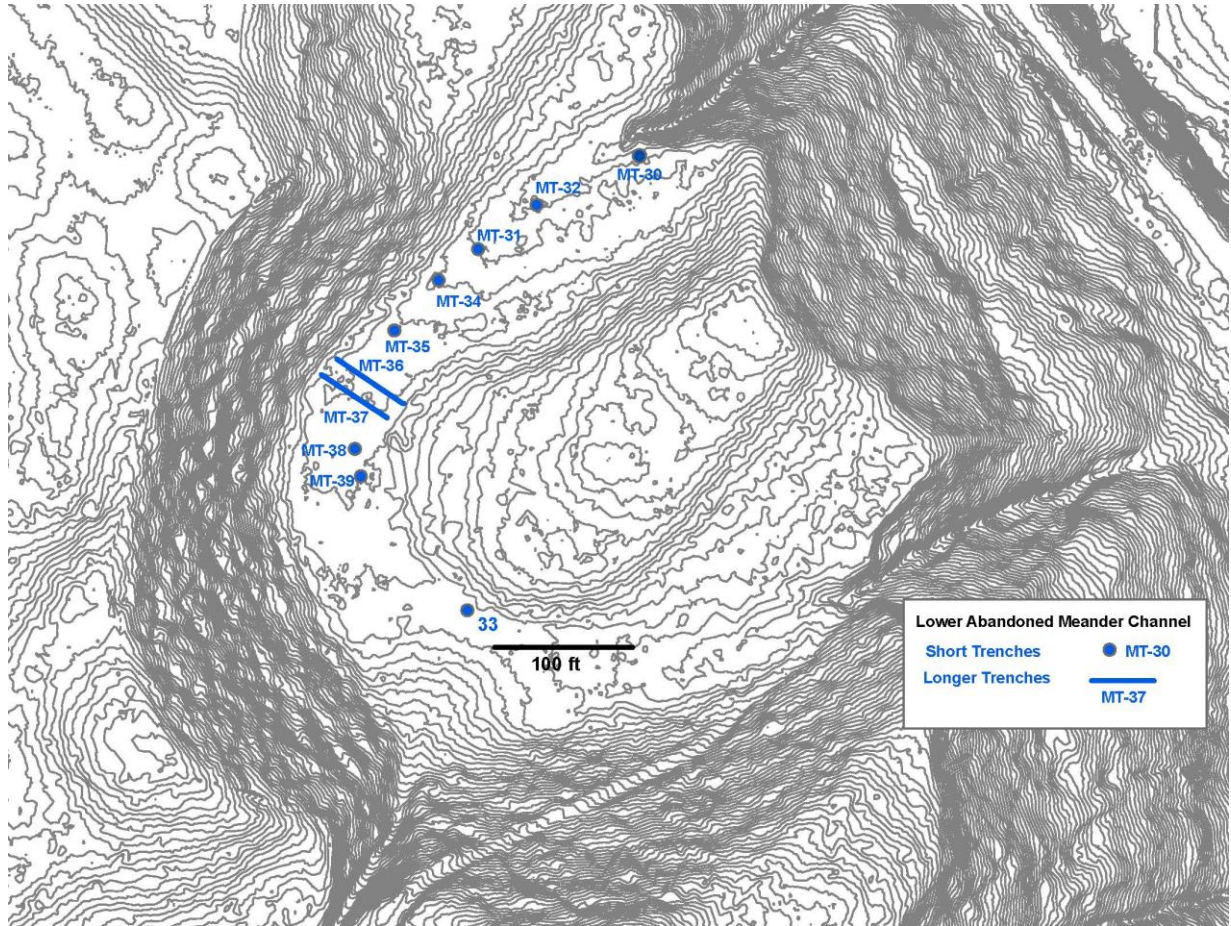 MT-30
MT-32
MT-31
MT-34
MT-35
MT-36
MT-37
MT-38
MT-39
33
100 ft
Lower Abandoned Meander Channel
Short Trenches MT-30
Longer Trenches
MT-37